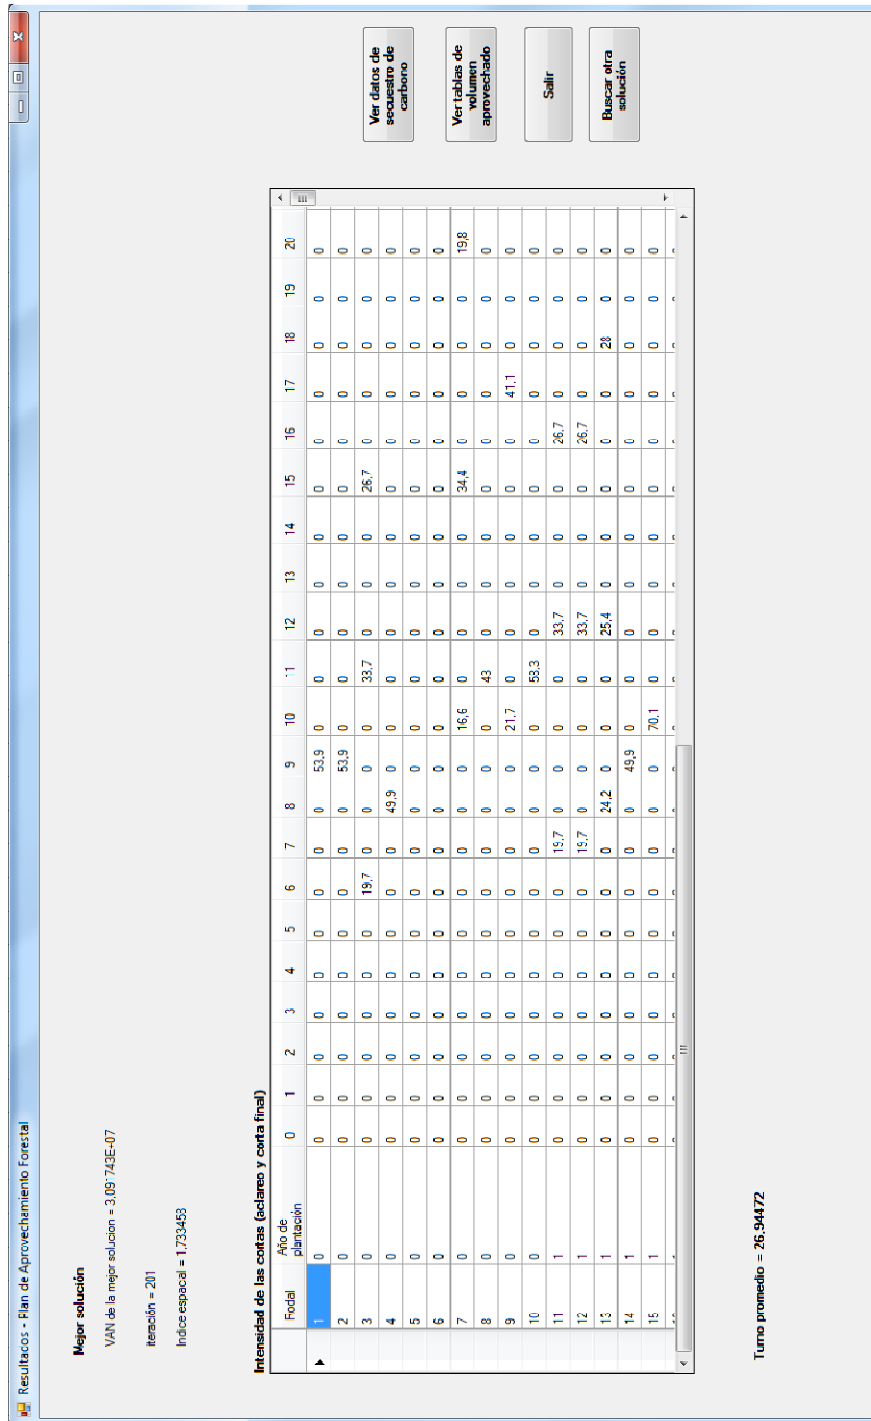 Resultados - Plan de Aprovechamiento Forestal
Mejor solución
VAN de la mejor solucion = 3,091743E+07
iteración = 201
Indice espacial = 1,733453
Intensidad de las cortas (aclareo y corta final)
Rodal Año de plantación 0 1 2 3 4 5 6 7 8 9 10 11 12 13 14 15 16 17 18 19 20
1 0 0 0 0 0 0 0 0 0 0 53,9 0 0 0 0 0 0 0 0 0 0 0
2 0 0 0 0 0 0 0 0 0 0 53,9 0 0 0 0 0 0 0 0 0 0 0
3 0 0 0 0 0 0 0 19,7 0 0 0 0 33,7 0 0 0 26,7 0 0 0 0 0
4 0 0 0 0 0 0 0 0 0 49,9 0 0 0 0 0 0 0 0 0 0 0 0
5 0 0 0 0 0 0 0 0 0 0 0 0 0 0 0 0 0 0 0 0 0 0
6 0 0 0 0 0 0 0 0 0 0 0 0 0 0 0 0 0 0 0 0 0 0
7 0 0 0 0 0 0 0 0 0 0 0 16,6 0 0 0 0 34,4 0 0 0 0 19,8
8 0 0 0 0 0 0 0 0 0 0 0 0 43 0 0 0 0 0 0 0 0 0
9 0 0 0 0 0 0 0 0 0 0 0 21,7 0 0 0 0 0 0 41,1 0 0 0
10 0 0 0 0 0 0 0 0 0 0 0 0 53,3 0 0 0 0 0 0 0 0 0
11 1 0 0 0 0 0 0 0 19,7 0 0 0 0 33,7 0 0 0 26,7 0 0 0 0
12 1 0 0 0 0 0 0 0 19,7 0 0 0 0 33,7 0 0 0 26,7 0 0 0 0
13 1 0 0 0 0 0 0 0 0 24,2 0 0 0 25,4 0 0 0 0 0 28 0 0
14 1 0 0 0 0 0 0 0 0 0 49,9 0 0 0 0 0 0 0 0 0 0 0
15 1 0 0 0 0 0 0 0 0 0 0 70,1 0 0 0 0 0 0 0 0 0 0
Turno promedio = 26,94472
Ver datos de
secuestro de
carbono
Ver tablas de
volumen
aprovechado
Salir
Buscar otra
solución